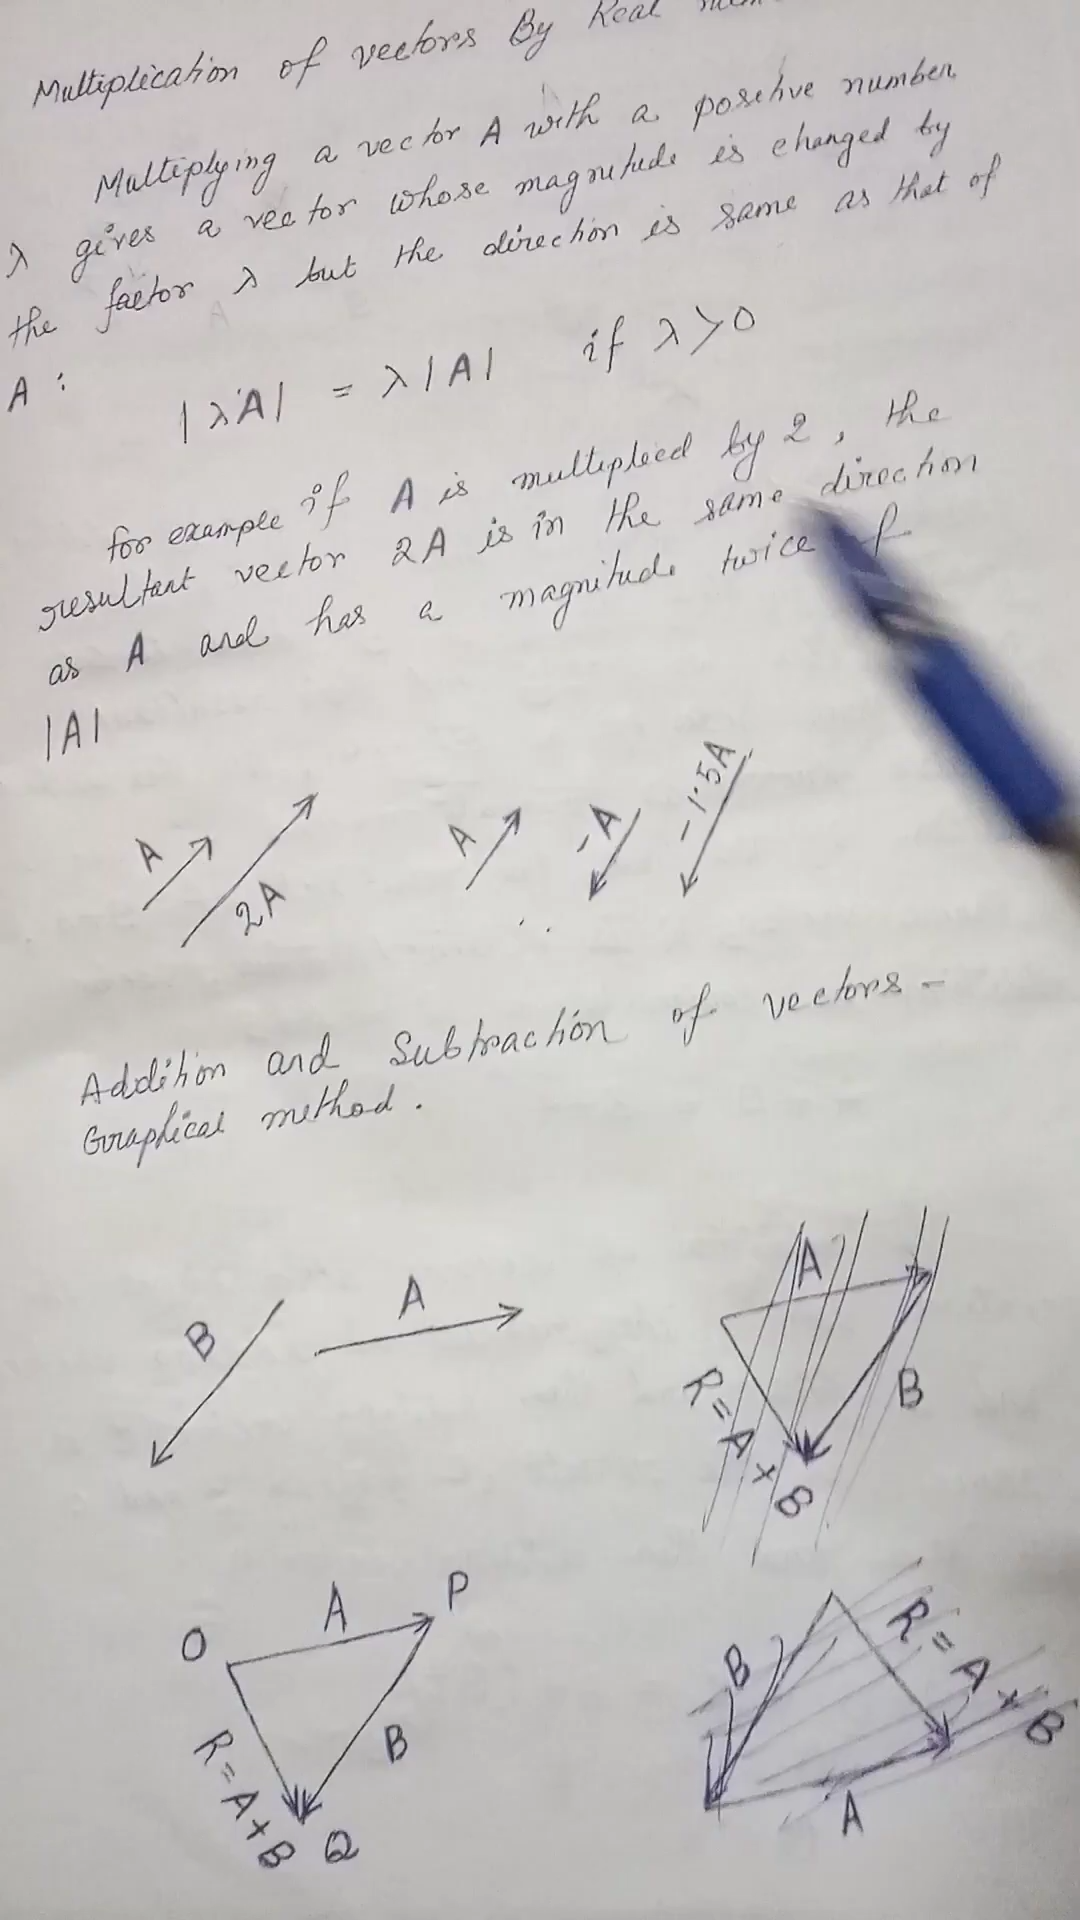 Multiplication of vectors By Real
Multiplying a vector A with a positive number
λ gives a vector whose magnitude is changed by
the factor λ but the direction is same as that of
A :
|λA| = λ|A| if λ>0
for example if A is multiplied by 2, the
resultant vector 2A is in the same direction
as A and has a magnitude twice
|A|
A 2A A -A -1.5A
Addition and Subtraction of vectors -
Graphical method.
B A
A
B
R=A+B
O A P
B
R=A+B
Q
B
R=A+B
A